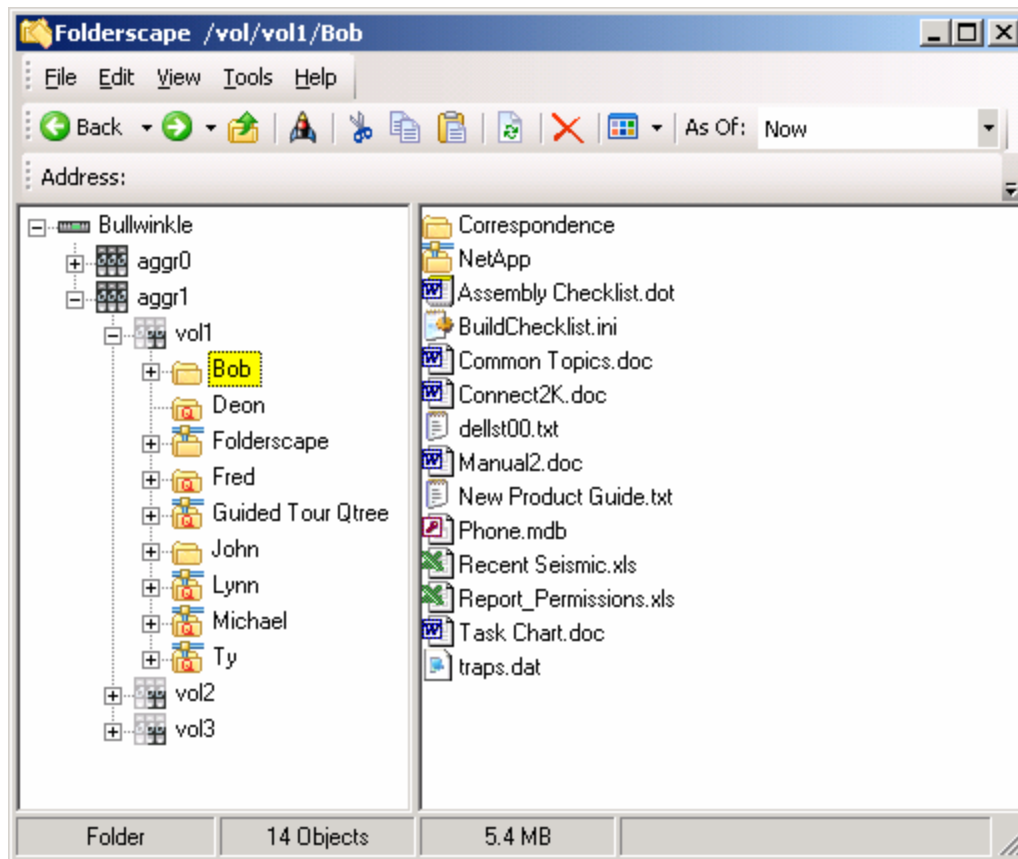 Folderscape /vol/vol1/Bob
File Edit View Tools Help
Back As Of: Now
Address:
Bullwinkle
aggr0
aggr1
vol1
Bob
Deon
Folderscape
Fred
Guided Tour Qtree
John
Lynn
Michael
Ty
vol2
vol3
Correspondence
NetApp
Assembly Checklist.dot
BuildChecklist.ini
Common Topics.doc
Connect2K.doc
dellst00.txt
Manual2.doc
New Product Guide.txt
Phone.mdb
Recent Seismic.xls
Report_Permissions.xls
Task Chart.doc
traps.dat
Folder 14 Objects 5.4 MB